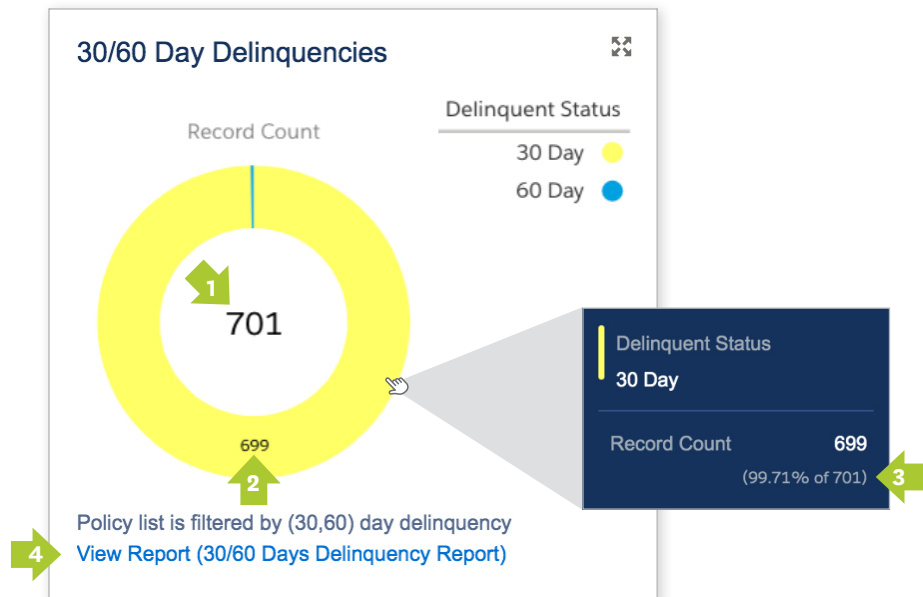 30/60 Day Delinquencies
Delinquent Status
Record Count
30 Day
60 Day
1
701
Delinquent Status
30 Day
699
Record Count 699
(99.71% of 701)
3
2
Policy list is filtered by (30,60) day delinquency
4
View Report (30/60 Days Delinquency Report)